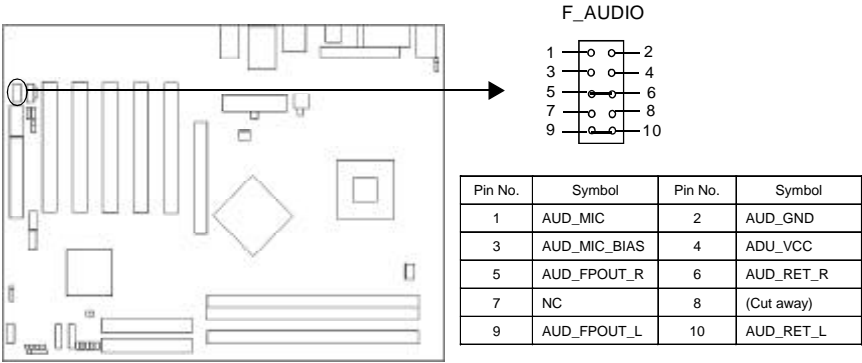 F_AUDIO
1 2
3 4
5 6
7 8
9 10
Pin No. Symbol Pin No. Symbol
1 AUD_MIC 2 AUD_GND
3 AUD_MIC_BIAS 4 ADU_VCC
5 AUD_FPOUT_R 6 AUD_RET_R
7 NC 8 (Cut away)
9 AUD_FPOUT_L 10 AUD_RET_L